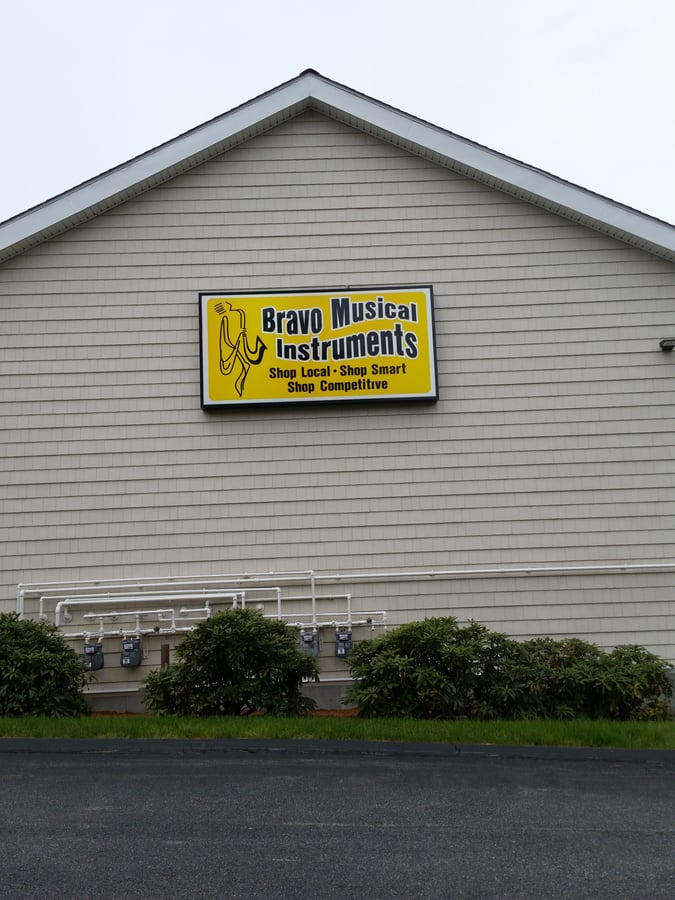 Bravo Musical
Instruments
Shop Local • Shop Smart
Shop Competitive